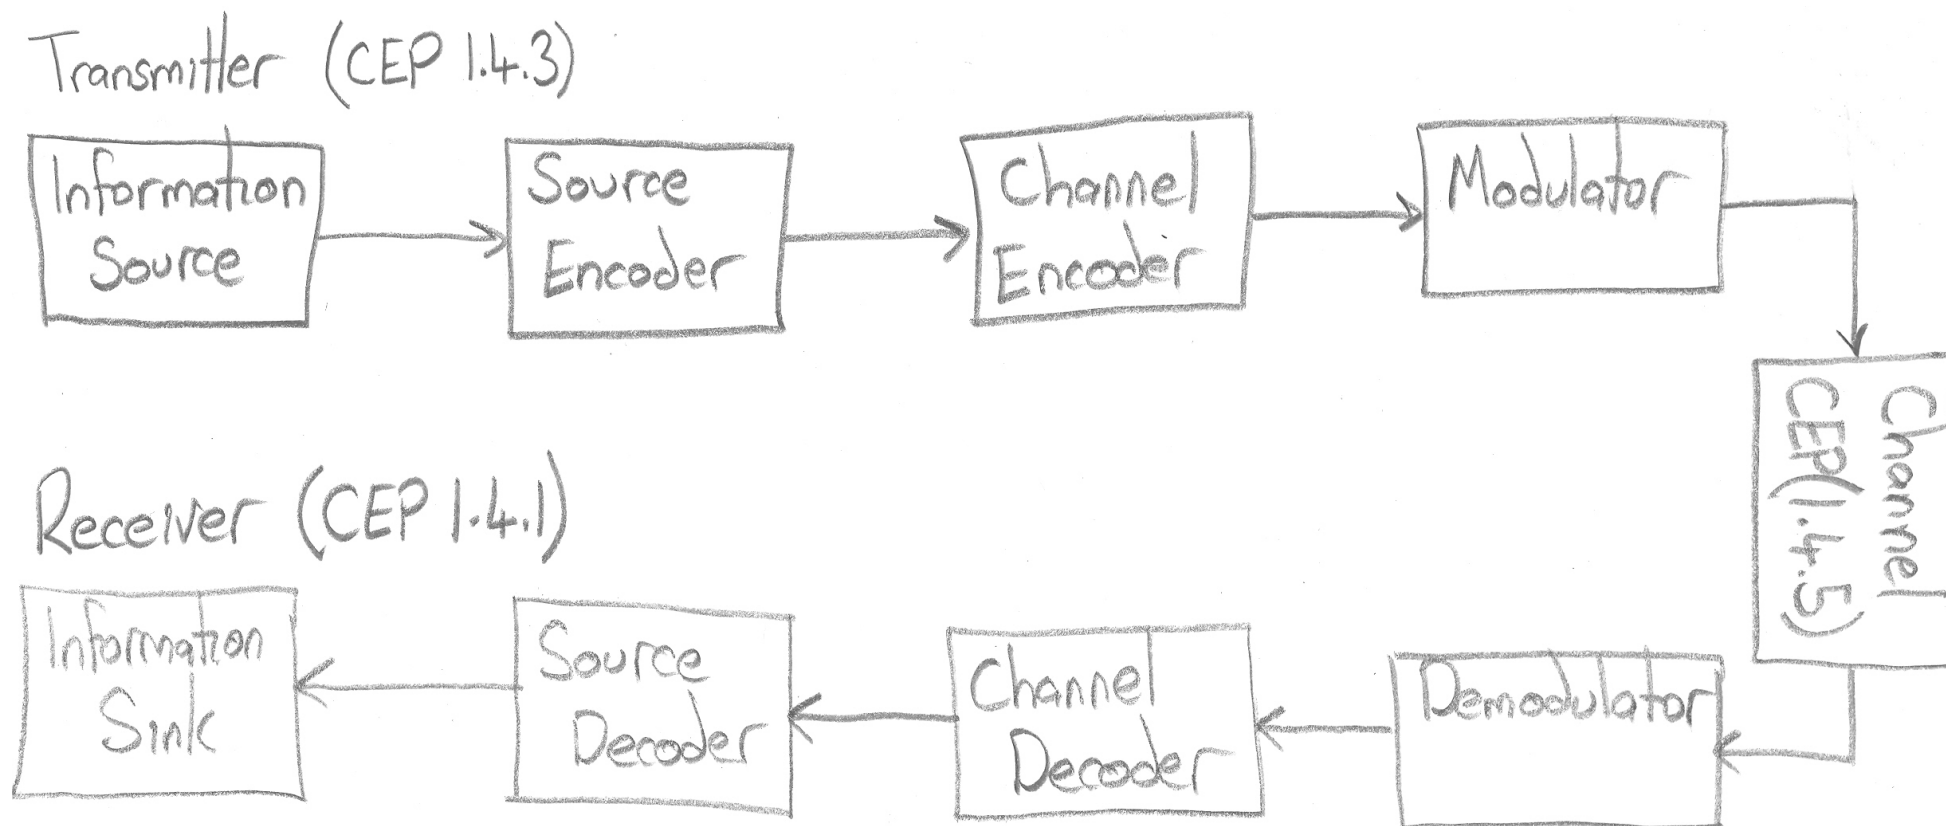 Transmitter (CEP 1.4.3)
Information
Source
Source
Encoder
Channel
Encoder
Modulator
Channel
CEP(1.4.5)
Receiver (CEP 1.4.1)
Information
Sink
Source
Decoder
Channel
Decoder
Demodulator